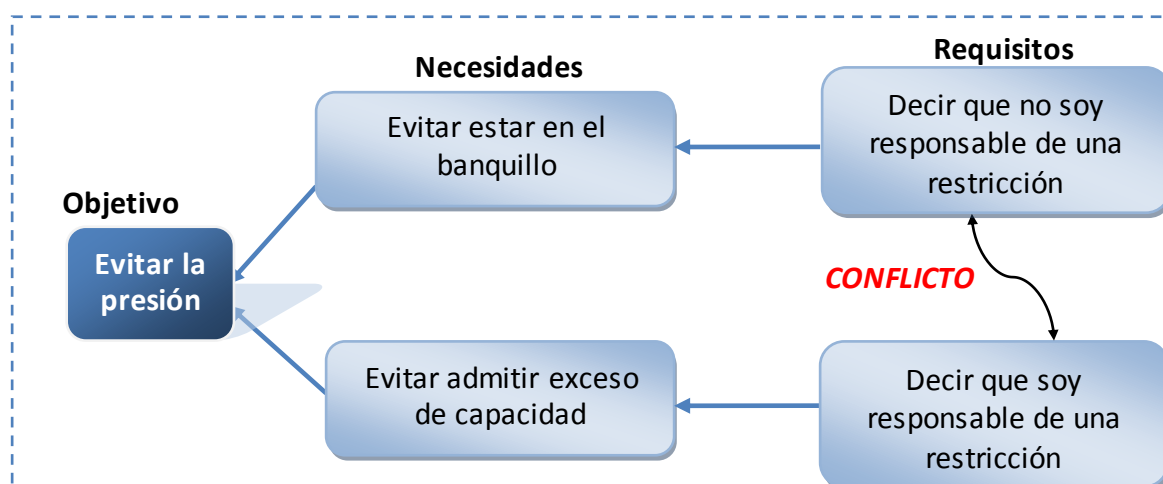 Requisitos
Necesidades
Decir que no soy
responsable de una
restricción
Evitar estar en el
banquillo
Objetivo
Evitar la
presión
CONFLICTO
Evitar admitir exceso
de capacidad
Decir que soy
responsable de una
restricción